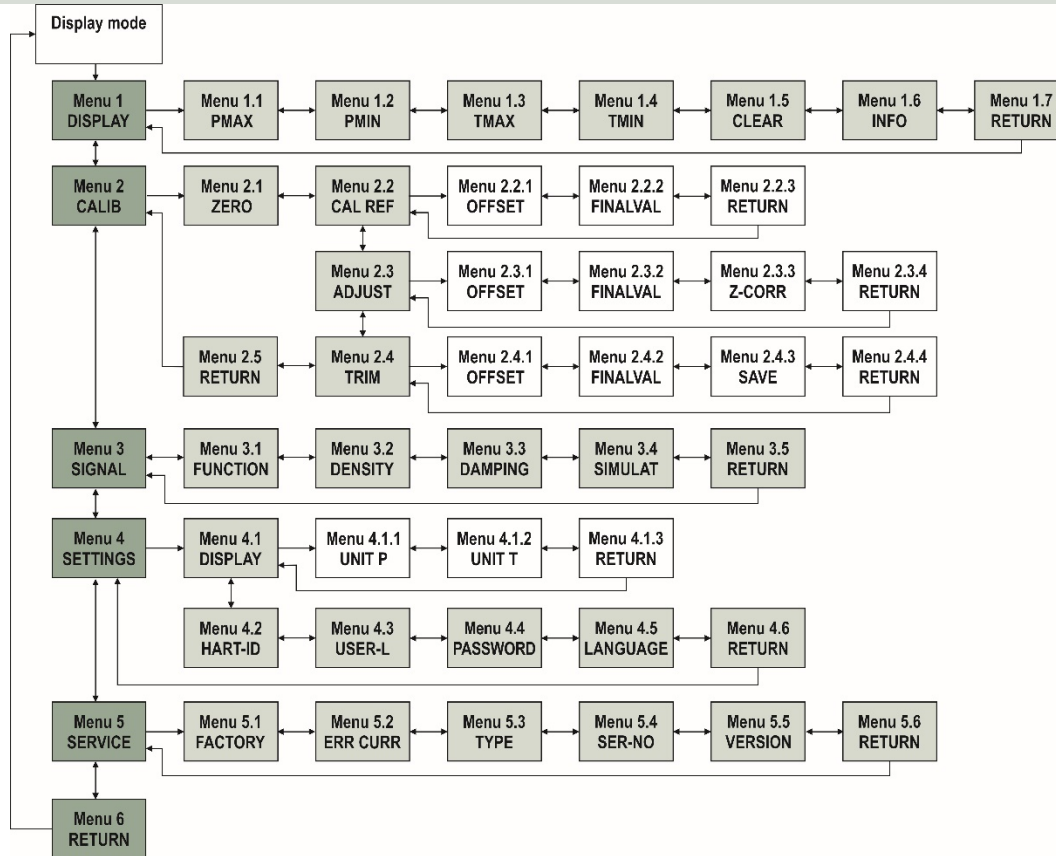 Display mode
Menu 1
DISPLAY
Menu 1.1
PMAX
Menu 1.2
PMIN
Menu 1.3
TMAX
Menu 1.4
TMIN
Menu 1.5
CLEAR
Menu 1.6
INFO
Menu 1.7
RETURN
Menu 2
CALIB
Menu 2.1
ZERO
Menu 2.2
CAL REF
Menu 2.2.1
OFFSET
Menu 2.2.2
FINALVAL
Menu 2.2.3
RETURN
Menu 2.3
ADJUST
Menu 2.3.1
OFFSET
Menu 2.3.2
FINALVAL
Menu 2.3.3
Z-CORR
Menu 2.3.4
RETURN
Menu 2.5
RETURN
Menu 2.4
TRIM
Menu 2.4.1
OFFSET
Menu 2.4.2
FINALVAL
Menu 2.4.3
SAVE
Menu 2.4.4
RETURN
Menu 3
SIGNAL
Menu 3.1
FUNCTION
Menu 3.2
DENSITY
Menu 3.3
DAMPING
Menu 3.4
SIMULAT
Menu 3.5
RETURN
Menu 4
SETTINGS
Menu 4.1
DISPLAY
Menu 4.1.1
UNIT P
Menu 4.1.2
UNIT T
Menu 4.1.3
RETURN
Menu 4.2
HART-ID
Menu 4.3
USER-L
Menu 4.4
PASSWORD
Menu 4.5
LANGUAGE
Menu 4.6
RETURN
Menu 5
SERVICE
Menu 5.1
FACTORY
Menu 5.2
ERR CURR
Menu 5.3
TYPE
Menu 5.4
SER-NO
Menu 5.5
VERSION
Menu 5.6
RETURN
Menu 6
RETURN